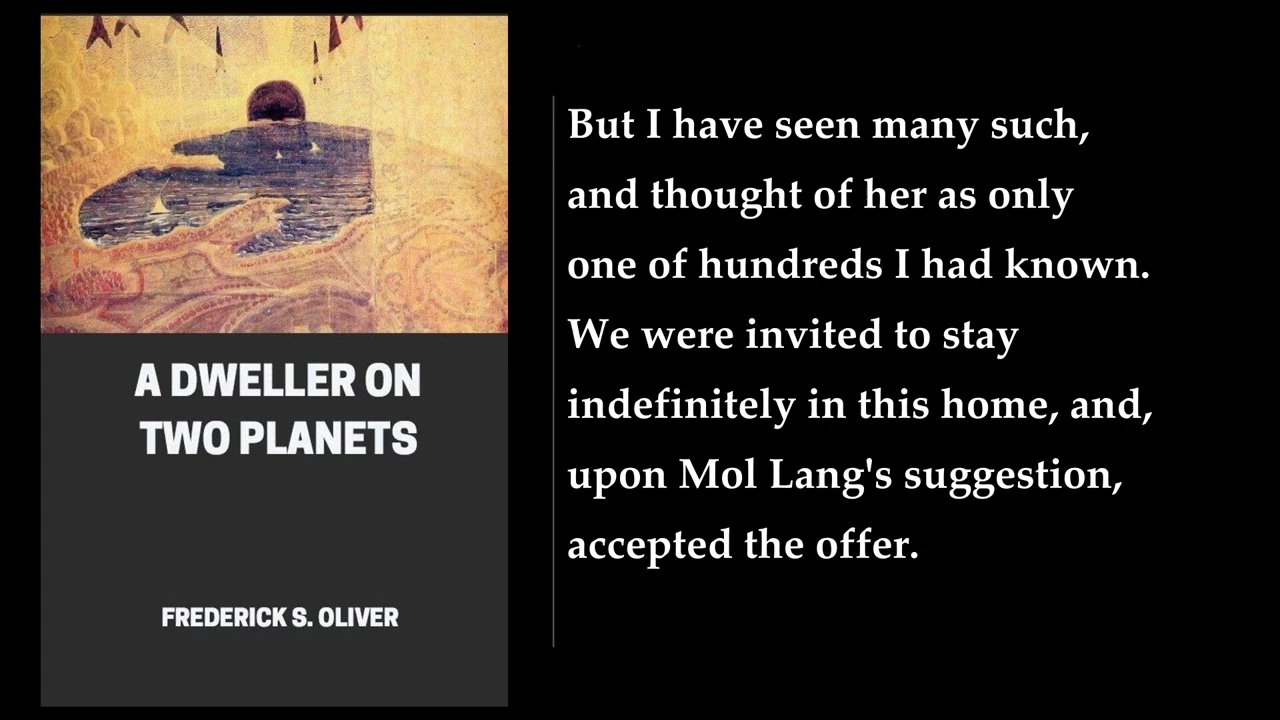 A DWELLER ON
TWO PLANETS
FREDERICK S. OLIVER
But I have seen many such,
and thought of her as only
one of hundreds I had known.
We were invited to stay
indefinitely in this home, and,
upon Mol Lang's suggestion,
accepted the offer.